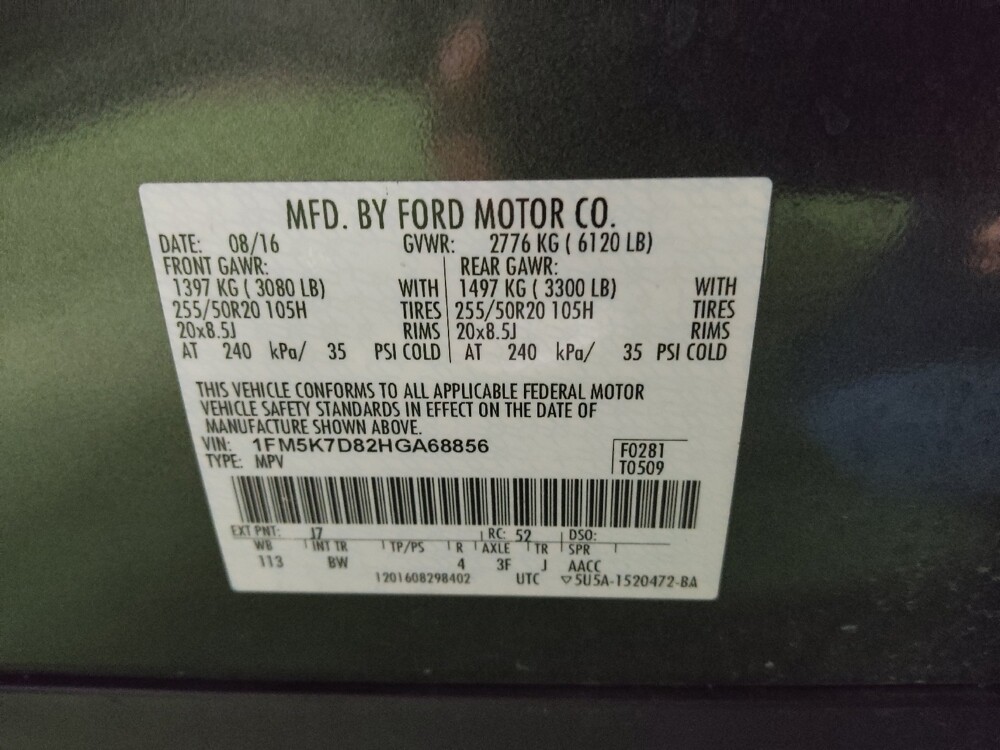 MFD. BY FORD MOTOR CO.
DATE: 08/16 GVWR: 2776 KG ( 6120 LB)
FRONT GAWR: REAR GAWR:
1397 KG ( 3080 LB) WITH 1497 KG ( 3300 LB) WITH
255/50R20 105H TIRES 255/50R20 105H TIRES
20x8.5J RIMS 20x8.5J RIMS
AT 240 kPa/ 35 PSI COLD AT 240 kPa/ 35 PSI COLD
THIS VEHICLE CONFORMS TO ALL APPLICABLE FEDERAL MOTOR
VEHICLE SAFETY STANDARDS IN EFFECT ON THE DATE OF
MANUFACTURE SHOWN ABOVE.
VIN: 1FM5K7D82HGA68856 F0281
TYPE: MPV T0509
EXT PNT: J7 RC: 52 DSO:
WB INT TR TP/PS R AXLE TR SPR
113 BW 4 3F J AACC
1201608298402 UTC ▽5U5A-1520472-BA